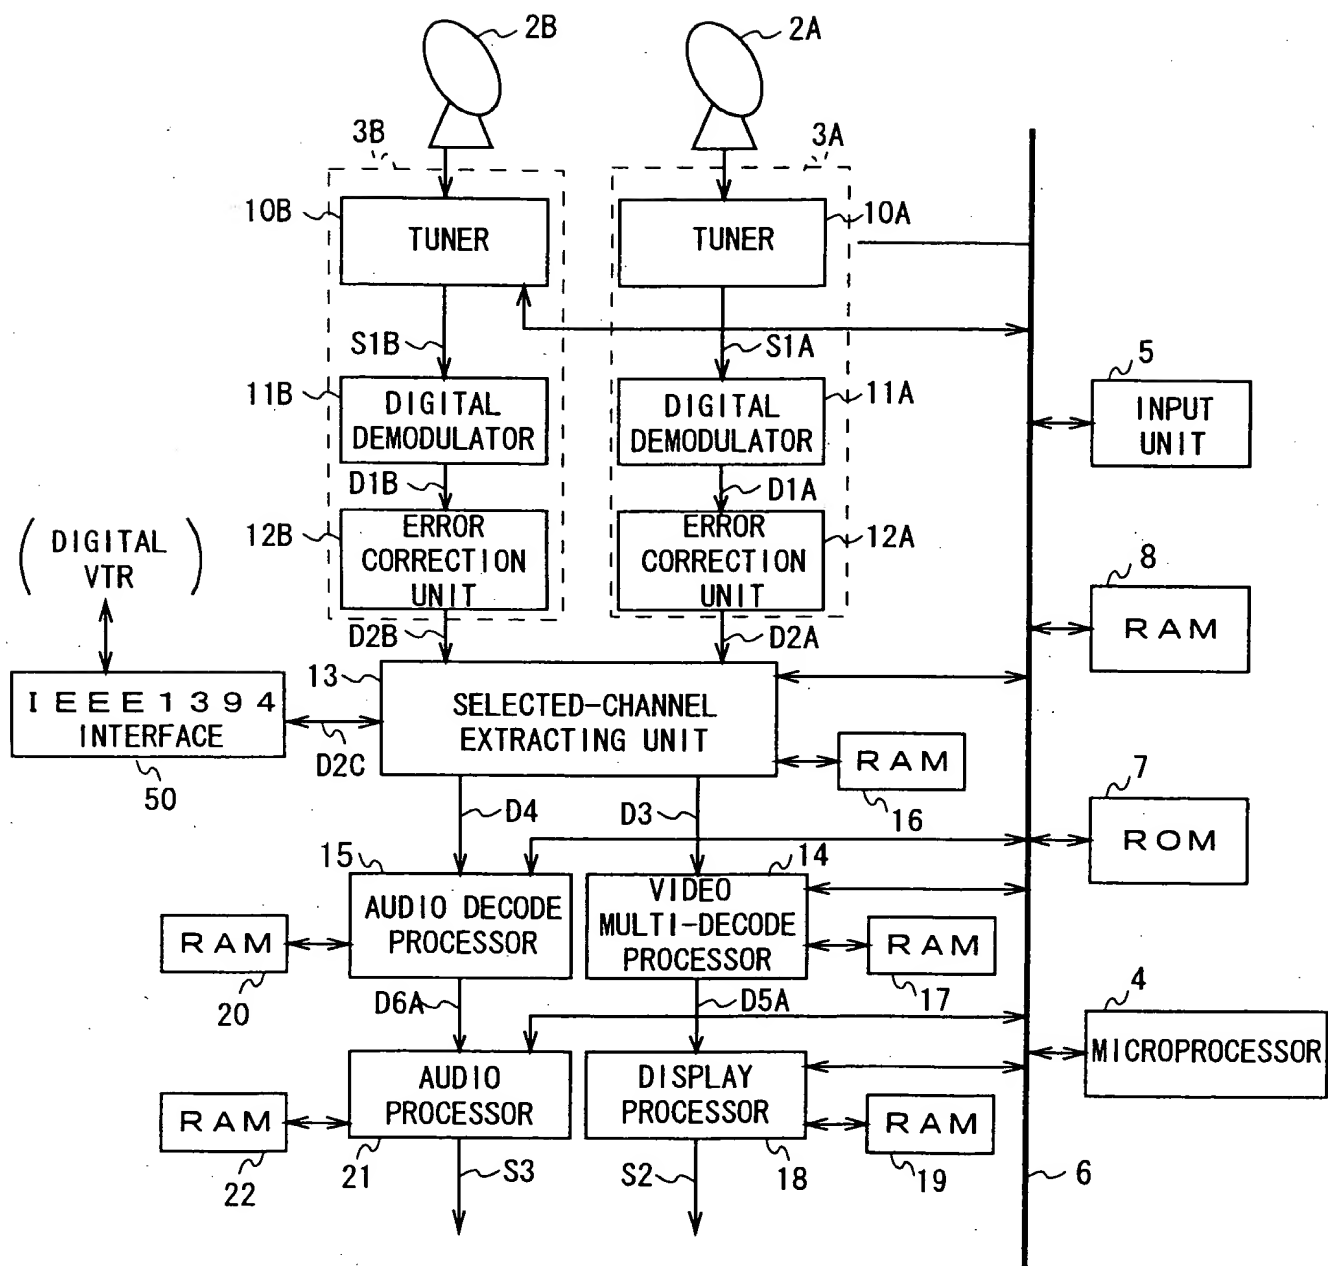 2B
2A
3B
3A
10B
TUNER
TUNER
10A
S1B
S1A
5
INPUT
UNIT
11B
DIGITAL
DEMODULATOR
DIGITAL
DEMODULATOR
11A
D1B
D1A
12B
ERROR
CORRECTION
UNIT
ERROR
CORRECTION
UNIT
12A
(DIGITAL
VTR)
8
RAM
D2B
D2A
13
SELECTED-CHANNEL
EXTRACTING UNIT
IEEE1394
INTERFACE
50
D2C
RAM
16
7
ROM
D4
D3
15
AUDIO DECODE
PROCESSOR
14
VIDEO
MULTI-DECODE
PROCESSOR
RAM
20
RAM
17
D6A
D5A
4
MICROPROCESSOR
AUDIO
PROCESSOR
DISPLAY
PROCESSOR
RAM
22
RAM
19
21
S3
S2
18
6